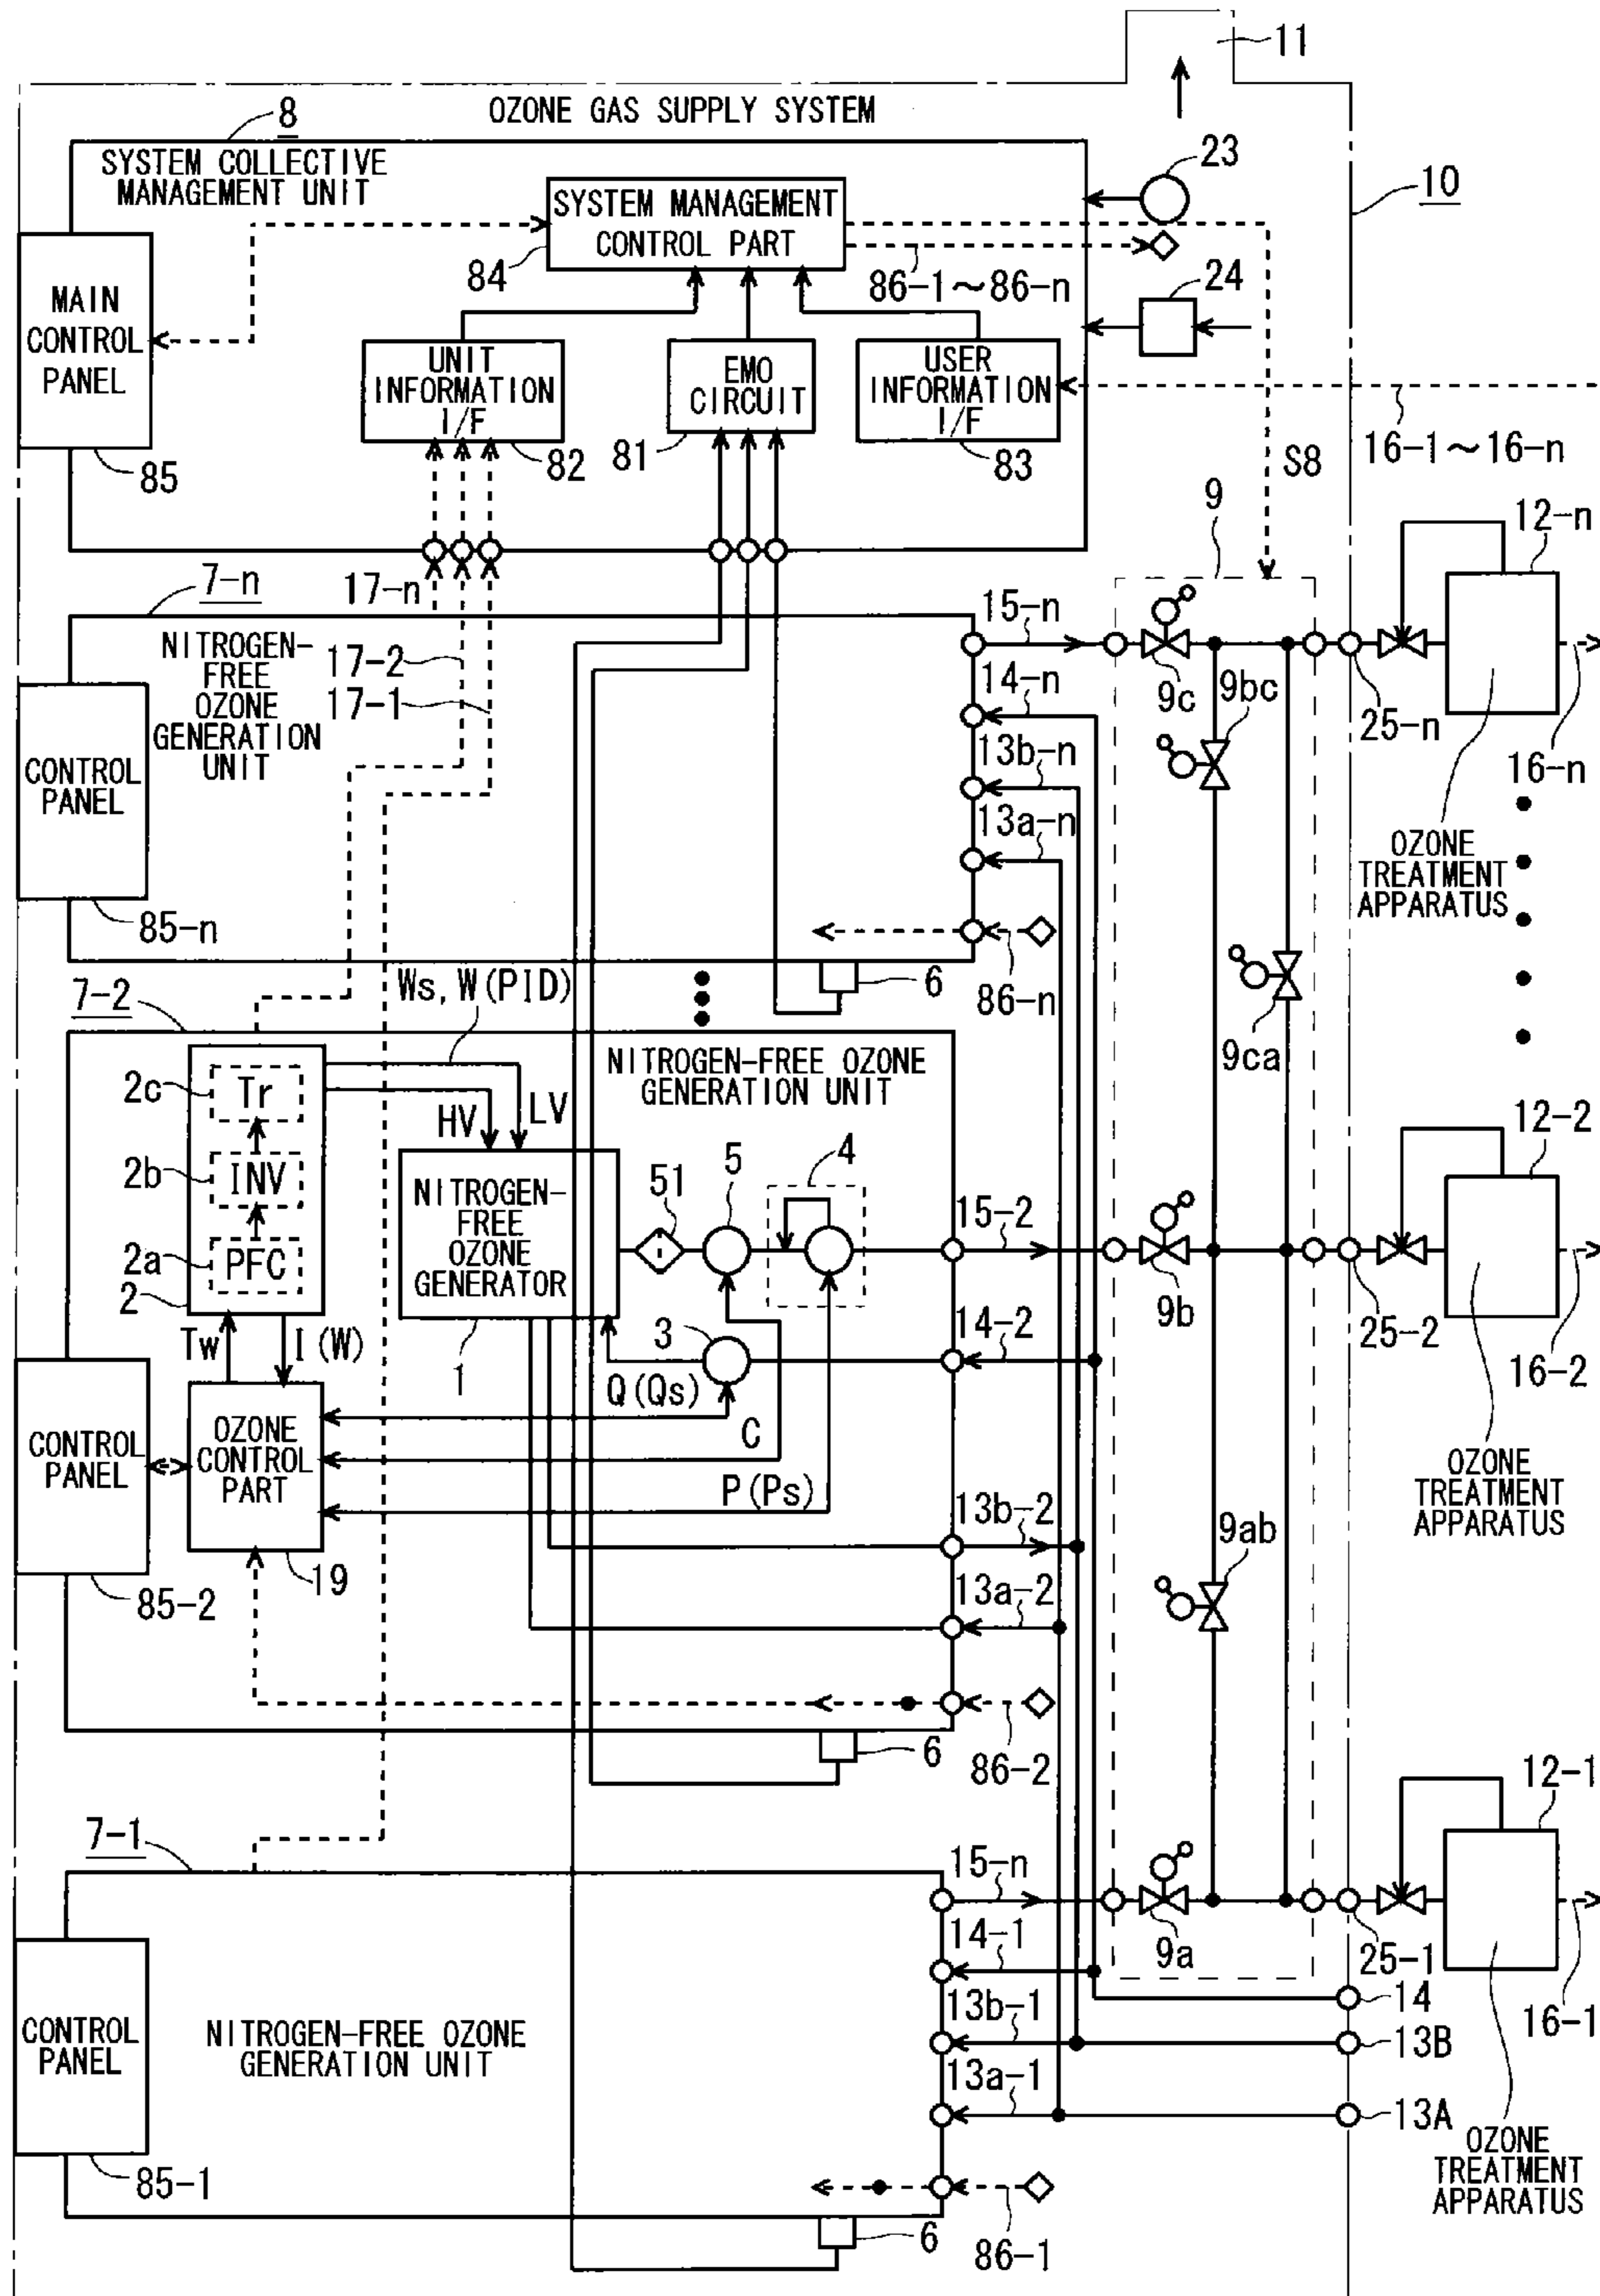 11
OZONE GAS SUPPLY SYSTEM
8
SYSTEM COLLECTIVE
MANAGEMENT UNIT
23
10
SYSTEM MANAGEMENT
CONTROL PART
84
86-1~86-n
24
MAIN
CONTROL
PANEL
85
UNIT
INFORMATION
I/F
82
EMO
CIRCUIT
81
USER
INFORMATION
I/F
83
16-1~16-n
S8
9
12-n
7-n
17-n
NITROGEN-
FREE
OZONE
GENERATION
UNIT
17-2
17-1
15-n
14-n
13b-n
13a-n
9c
9bc
25-n
16-n
CONTROL
PANEL
85-n
OZONE
TREATMENT
APPARATUS
6
86-n
9ca
7-2
Ws, W(PID)
NITROGEN-FREE OZONE
GENERATION UNIT
2c
Tr
2b
INV
2a
PFC
2
HV
LV
NITROGEN-
FREE
OZONE
GENERATOR
1
51
5
4
15-2
9b
12-2
25-2
16-2
Tw
I(W)
3
14-2
Q(Qs)
C
P(Ps)
CONTROL
PANEL
85-2
OZONE
CONTROL
PART
19
13b-2
13a-2
9ab
OZONE
TREATMENT
APPARATUS
6
86-2
7-1
12-1
15-n
14-1
13b-1
13a-1
9a
25-1
14
13B
13A
16-1
CONTROL
PANEL
85-1
NITROGEN-FREE OZONE
GENERATION UNIT
OZONE
TREATMENT
APPARATUS
6
86-1